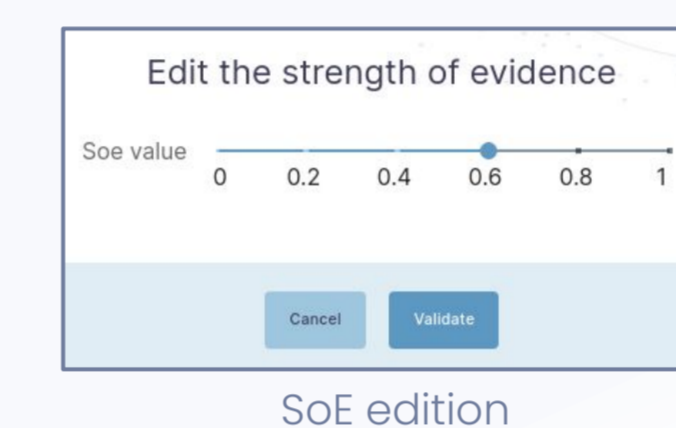 Edit the strength of evidence
Soe value
0 0.2 0.4 0.6 0.8 1
Cancel Validate
SoE edition